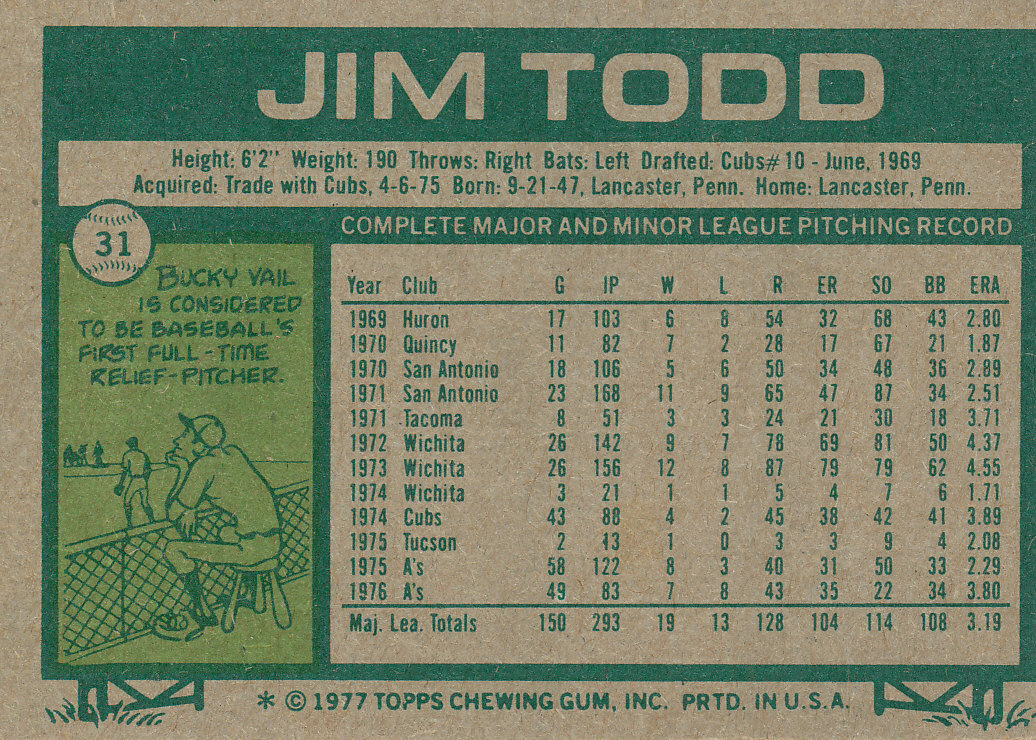 JIM TODD
Height: 6'2" Weight: 190 Throws: Right Bats: Left Drafted: Cubs#10 - June, 1969
Acquired: Trade with Cubs, 4-6-75 Born: 9-21-47, Lancaster, Penn. Home: Lancaster, Penn.
31
BUCKY VAIL
IS CONSIDERED
TO BE BASEBALL'S
FIRST FULL-TIME
RELIEF-PITCHER.
COMPLETE MAJOR AND MINOR LEAGUE PITCHING RECORD
Year Club G IP W L R ER SO BB ERA
1969 Huron 17 103 6 8 54 32 68 43 2.80
1970 Quincy 11 82 7 2 28 17 67 21 1.87
1970 San Antonio 18 106 5 6 50 34 48 36 2.89
1971 San Antonio 23 168 11 9 65 47 87 34 2.51
1971 Tacoma 8 51 3 3 24 21 30 18 3.71
1972 Wichita 26 142 9 7 78 69 81 50 4.37
1973 Wichita 26 156 12 8 87 79 79 62 4.55
1974 Wichita 3 21 1 1 5 4 7 6 1.71
1974 Cubs 43 88 4 2 45 38 42 41 3.89
1975 Tucson 2 13 1 0 3 3 9 4 2.08
1975 A's 58 122 8 3 40 31 50 33 2.29
1976 A's 49 83 7 8 43 35 22 34 3.80
Maj. Lea. Totals 150 293 19 13 128 104 114 108 3.19
* © 1977 TOPPS CHEWING GUM, INC. PRTD. IN U.S.A.